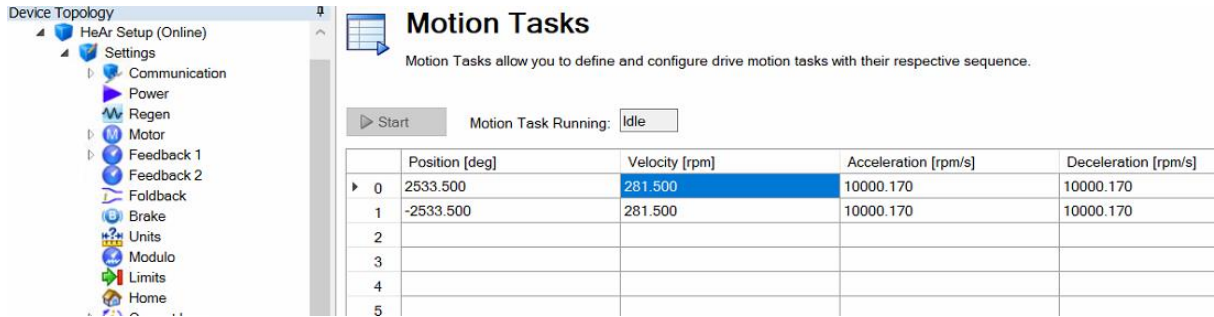 Device Topology
HeAr Setup (Online)
Settings
Communication
Power
Regen
Motor
Feedback 1
Feedback 2
Foldback
Brake
Units
Modulo
Limits
Home
Motion Tasks
Motion Tasks allow you to define and configure drive motion tasks with their respective sequence.
Start Motion Task Running: Idle
Position [deg] Velocity [rpm] Acceleration [rpm/s] Deceleration [rpm/s]
0 2533.500 281.500 10000.170 10000.170
1 -2533.500 281.500 10000.170 10000.170
2
3
4
5